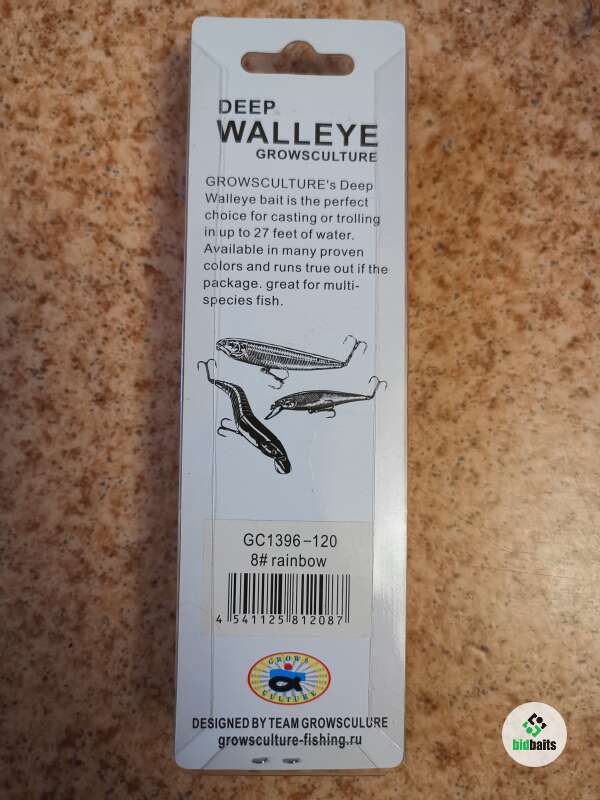 DEEP
WALLEYE
GROWSCULTURE
GROWSCULTURE's Deep
Walleye bait is the perfect
choice for casting or trolling
in up to 27 feet of water.
Available in many proven
colors and runs true out if the
package. great for multi-
species fish.
GC1396-120
8# rainbow
4 541125 812087
GROWS
CULTURE
DESIGNED BY TEAM GROWSCULURE
growsculture-fishing.ru
bidbaits